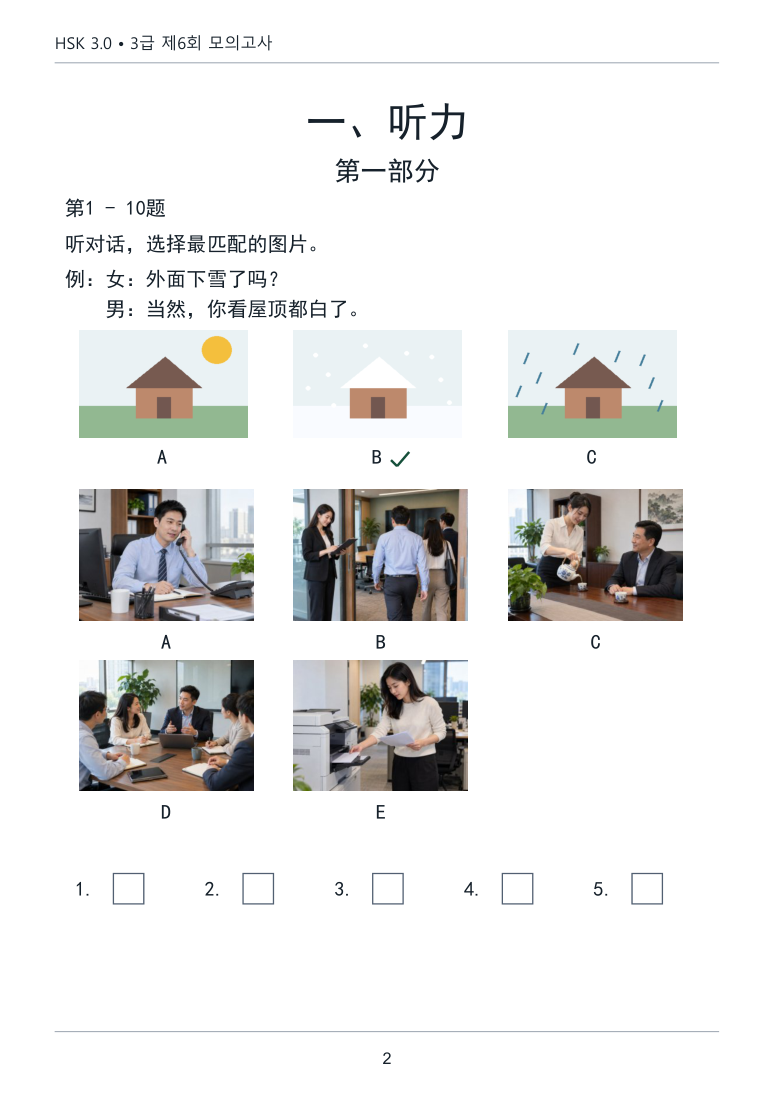 HSK 3.0 • 3급 제6회 모의고사
一、听力
第一部分
第1 - 10题
听对话，选择最匹配的图片。
例：女：外面下雪了吗？
男：当然，你看屋顶都白了。
A B C
A B C
D E
1. 2. 3. 4. 5.
2